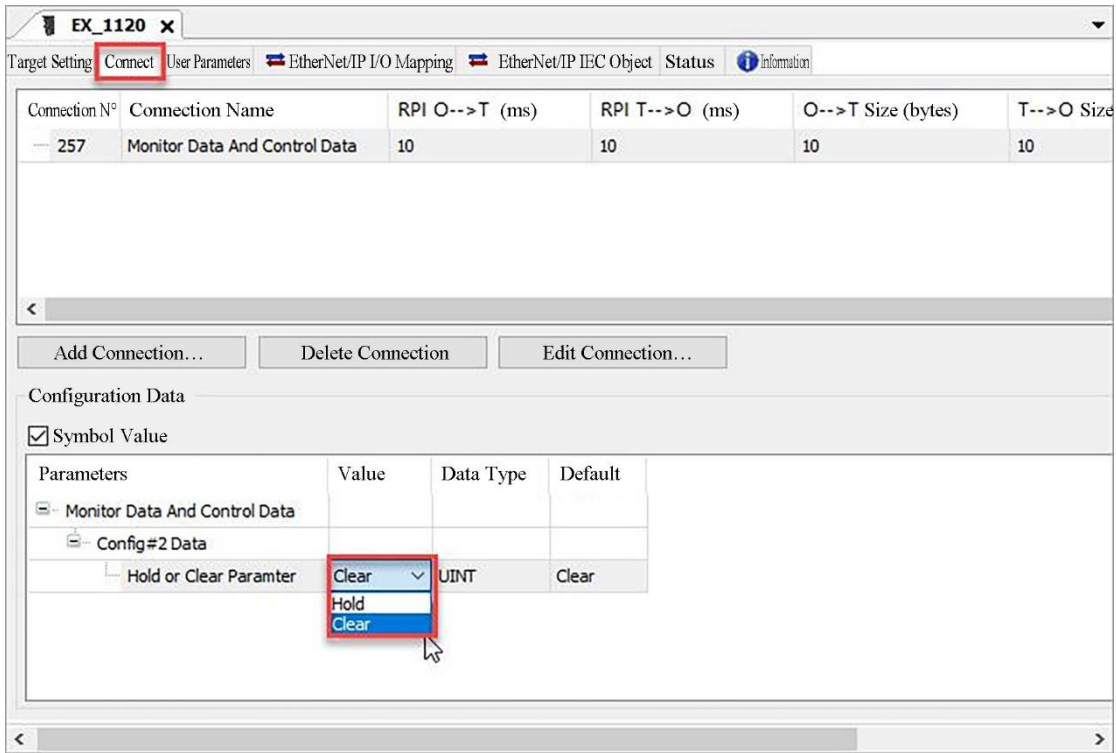 EX_1120
Target Setting Connect User Parameters EtherNet/IP I/O Mapping EtherNet/IP IEC Object Status Information
Connection N° Connection Name RPI O-->T (ms) RPI T-->O (ms) O-->T Size (bytes) T-->O Size
257 Monitor Data And Control Data 10 10 10 10
Add Connection… Delete Connection Edit Connection…
Configuration Data
Symbol Value
Parameters Value Data Type Default
Monitor Data And Control Data
Config#2 Data
Hold or Clear Paramter Clear UINT Clear
Hold
Clear